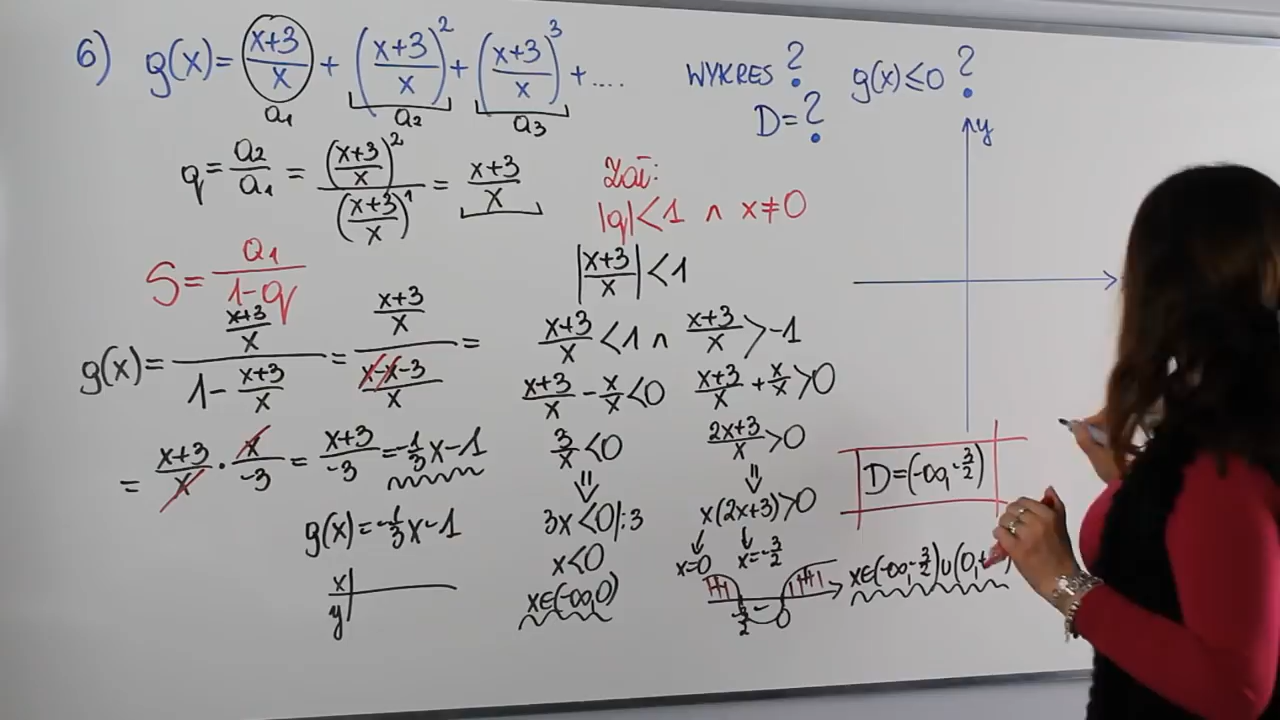 6) g(x) = (x+3)/x + ((x+3)/x)² + ((x+3)/x)³ + ....
a₁ a₂ a₃
WYKRES ? g(x) ≤ 0 ?
D = ?
y
q = a₂/a₁ = ((x+3)/x)² / ((x+3)/x)¹ = (x+3)/x
Zał:
|q| < 1 ∧ x ≠ 0
S = a₁/(1-q)
|(x+3)/x| < 1
g(x) = ((x+3)/x) / (1 - (x+3)/x) = ((x+3)/x) / ((x-x-3)/x) =
= (x+3)/x · x/-3 = (x+3)/-3 = -1/3x - 1
g(x) = -1/3x - 1
x
y
(x+3)/x < 1 ∧ (x+3)/x > -1
(x+3)/x - x/x < 0 (x+3)/x + x/x > 0
3/x < 0 (2x+3)/x > 0
⇓ ⇓
3x < 0 |:3 x(2x+3) > 0
x < 0 x=0 x=-3/2
x∈(-∞,0)
-3/2 0
x∈(-∞,-3/2)∪(0,+
D = (-∞,-3/2)